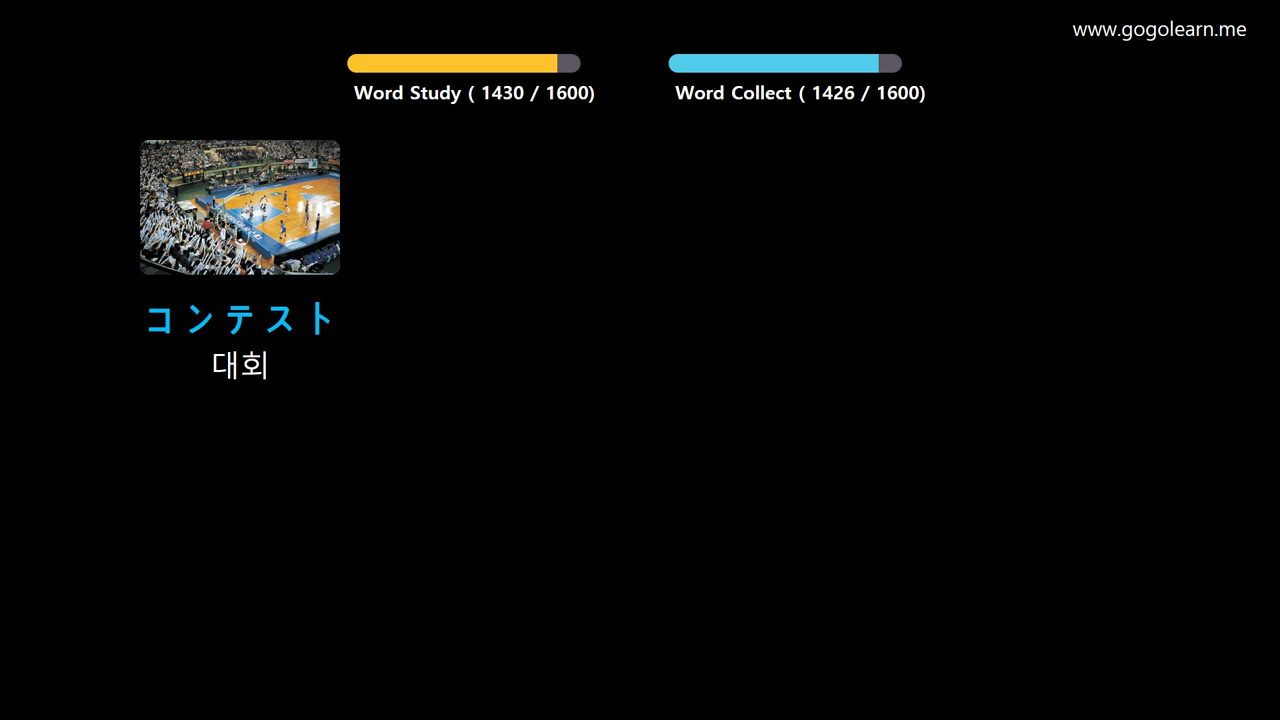 www.gogolearn.me
Word Study ( 1430 / 1600)
Word Collect ( 1426 / 1600)
コンテスト
대회